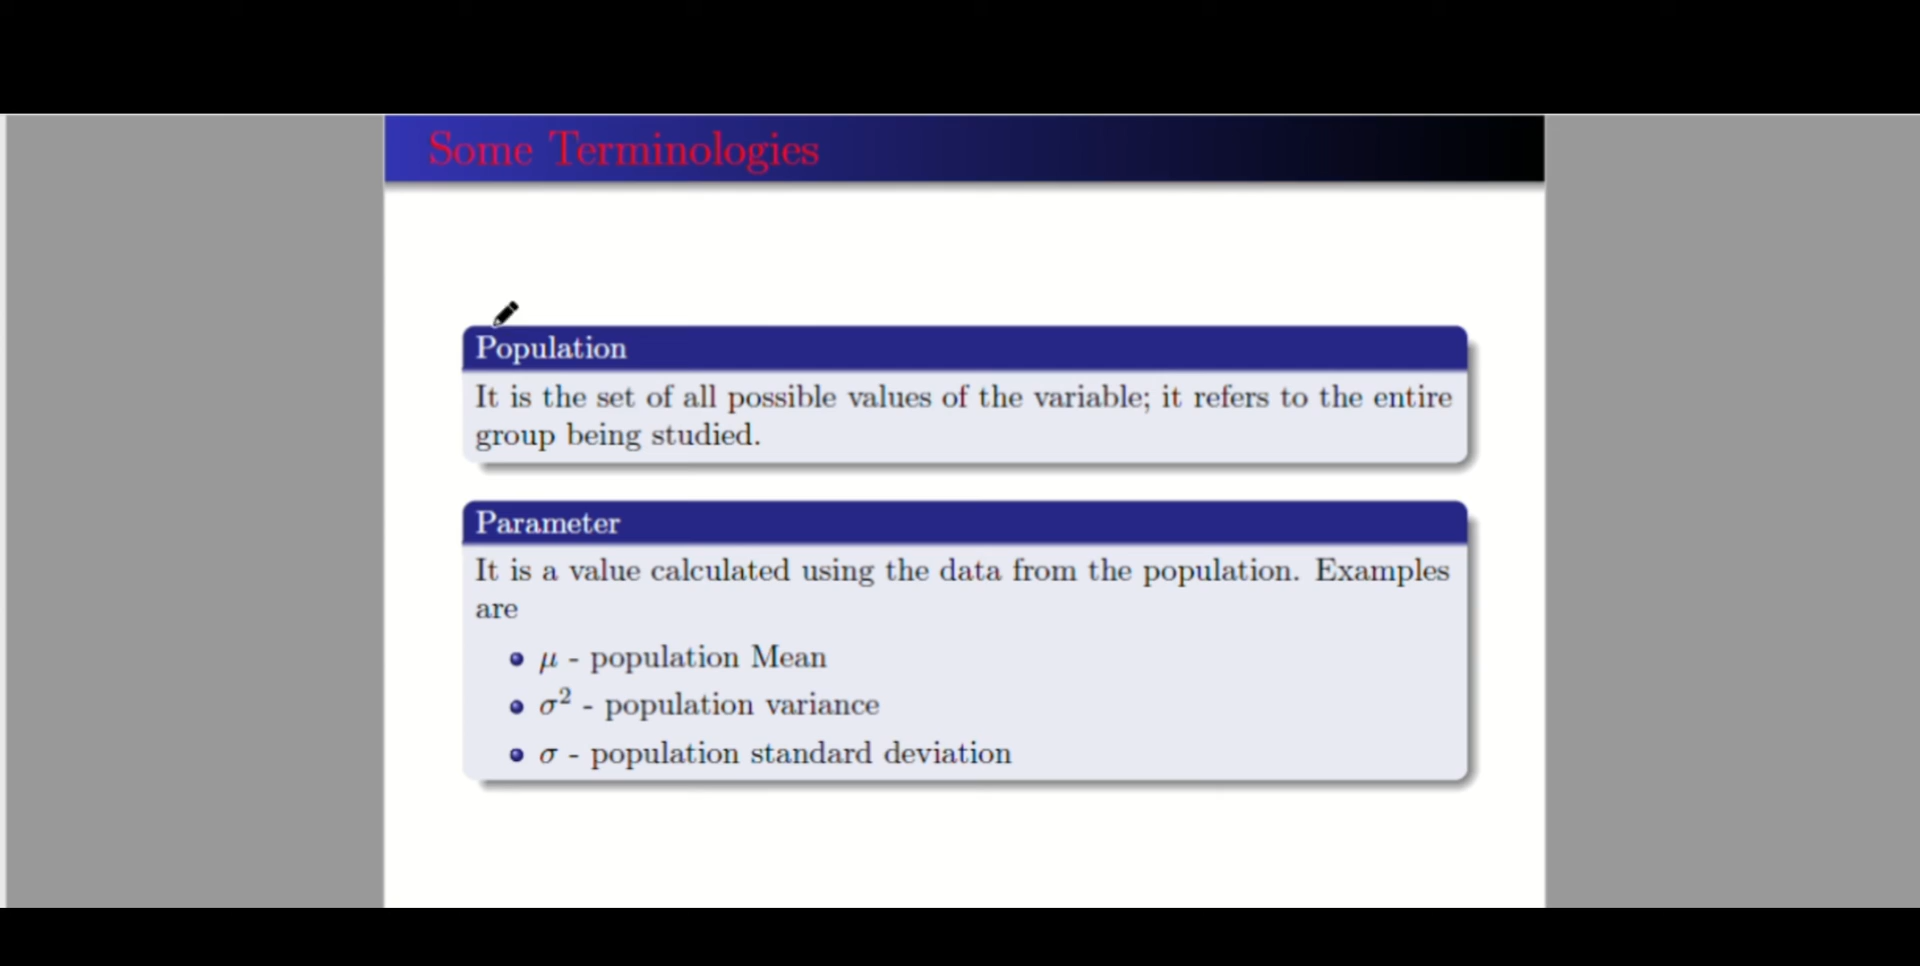 Some Terminologies
Population
It is the set of all possible values of the variable; it refers to the entire
group being studied.
Parameter
It is a value calculated using the data from the population. Examples
are
μ - population Mean
σ² - population variance
σ - population standard deviation